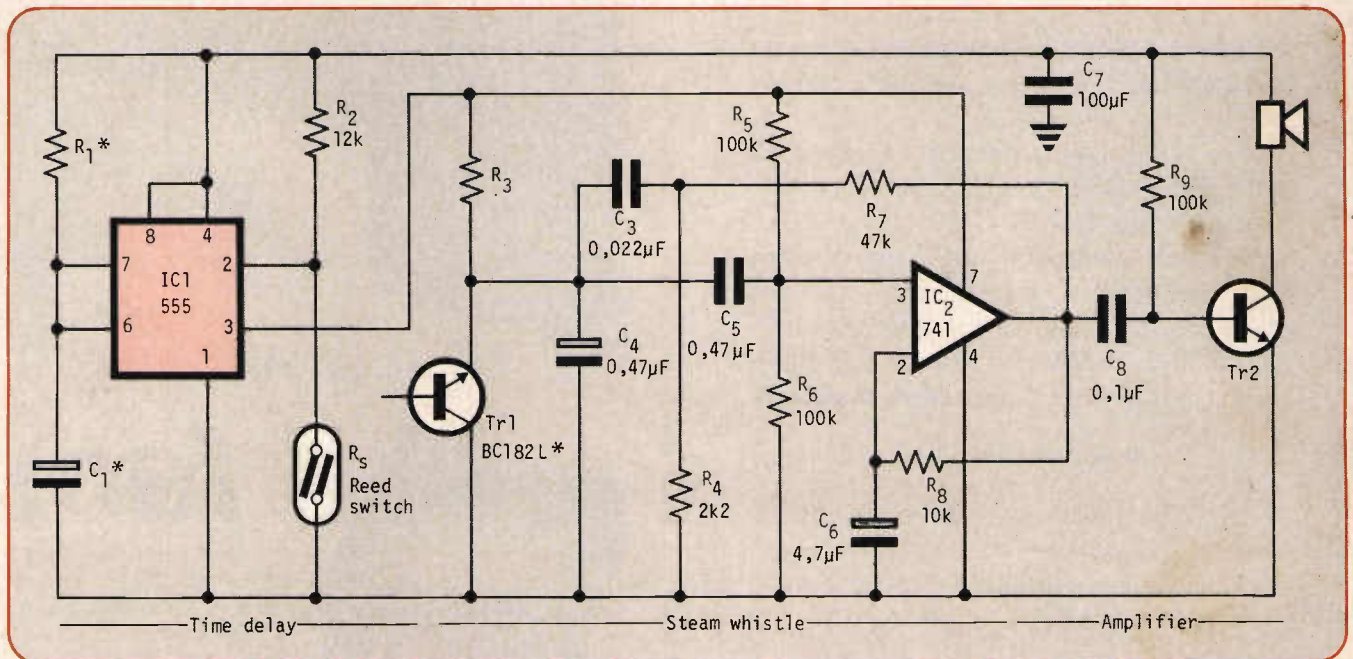 R1*
C1*
8
4
7
2
6
3
1
IC1
555
R2
12k
Rs
Reed
switch
R3
Tr1
BC182L*
C3
0,022µF
C4
0,47µF
C5
0,47µF
R4
2k2
R5
100k
R6
100k
R7
47k
3
2
7
4
IC2
741
R8
10k
C6
4,7µF
C7
100µF
C8
0,1µF
R9
100k
Tr2
Time delay
Steam whistle
Amplifier